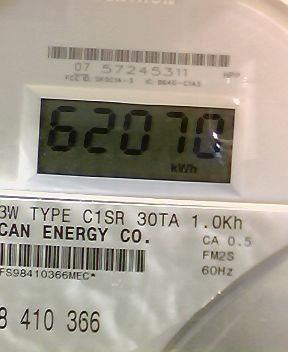 07 57245311
62070
kWh
3W TYPE C1SR 30TA 1.0Kh
CAN ENERGY CO.
CA 0.5
FM2S
60Hz
FS98410366MEC*
8 410 366